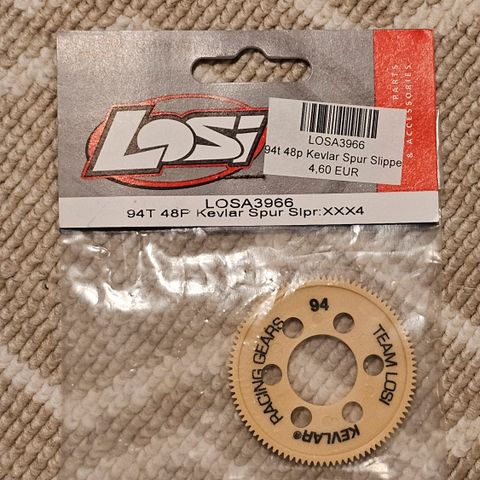 PARTS
& ACCESSORIES
LOSI
LOSA3966
94t 48p Kevlar Spur Slippe
4,60 EUR
LOSA3966
94T 48P Kevlar Spur Slpr:XXX4
94
RACING GEARS
TEAM LOSI
KEVLAR®